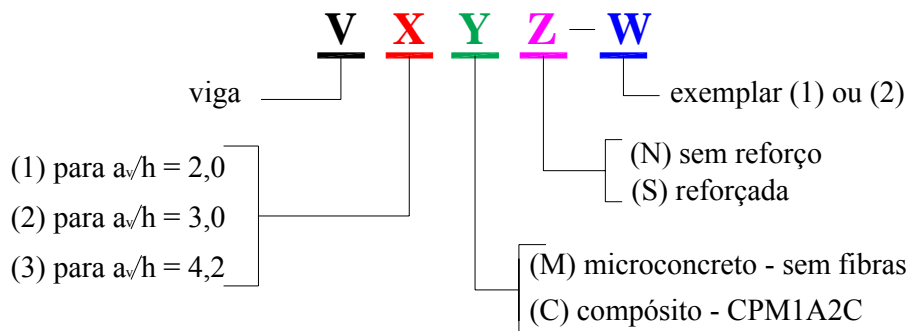 V X Y Z – W
viga
exemplar (1) ou (2)
(1) para aᵥ/h = 2,0
(2) para aᵥ/h = 3,0
(3) para aᵥ/h = 4,2
(N) sem reforço
(S) reforçada
(M) microconcreto - sem fibras
(C) compósito - CPM1A2C